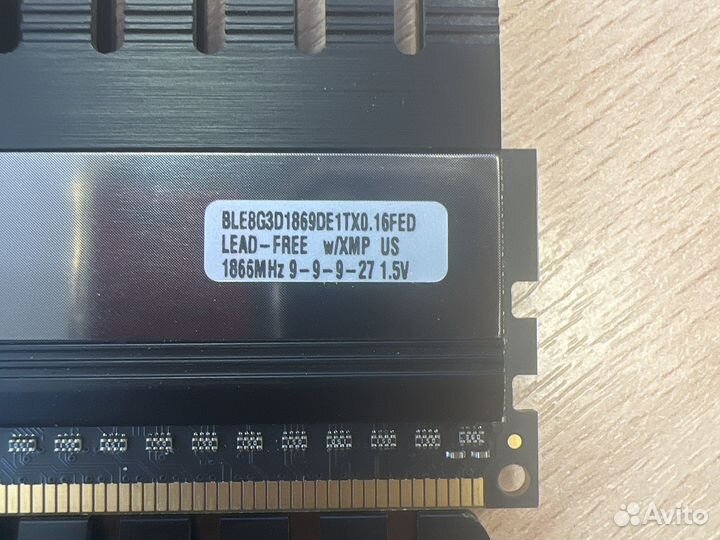 BLE8G3D1869DE1TX0.16FED
LEAD-FREE w/XMP US
1866MHz 9-9-9-27 1.5V
Avito